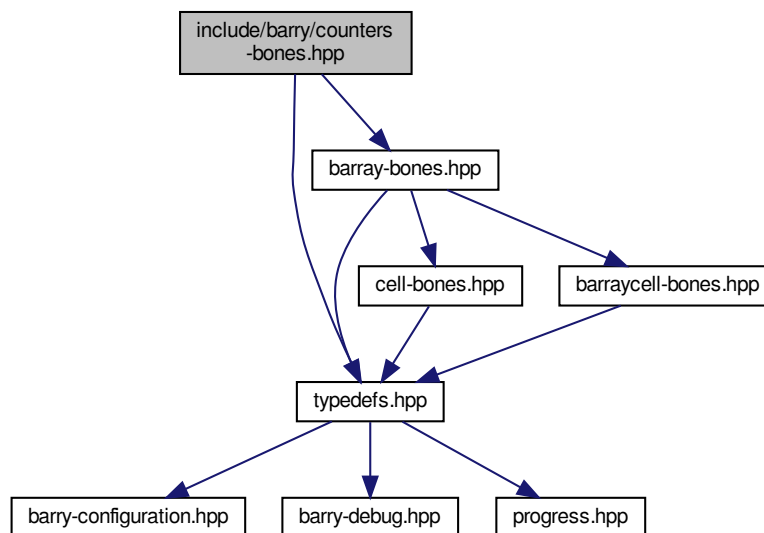 include/barry/counters
-bones.hpp
barray-bones.hpp
cell-bones.hpp
barraycell-bones.hpp
typedefs.hpp
barry-configuration.hpp
barry-debug.hpp
progress.hpp